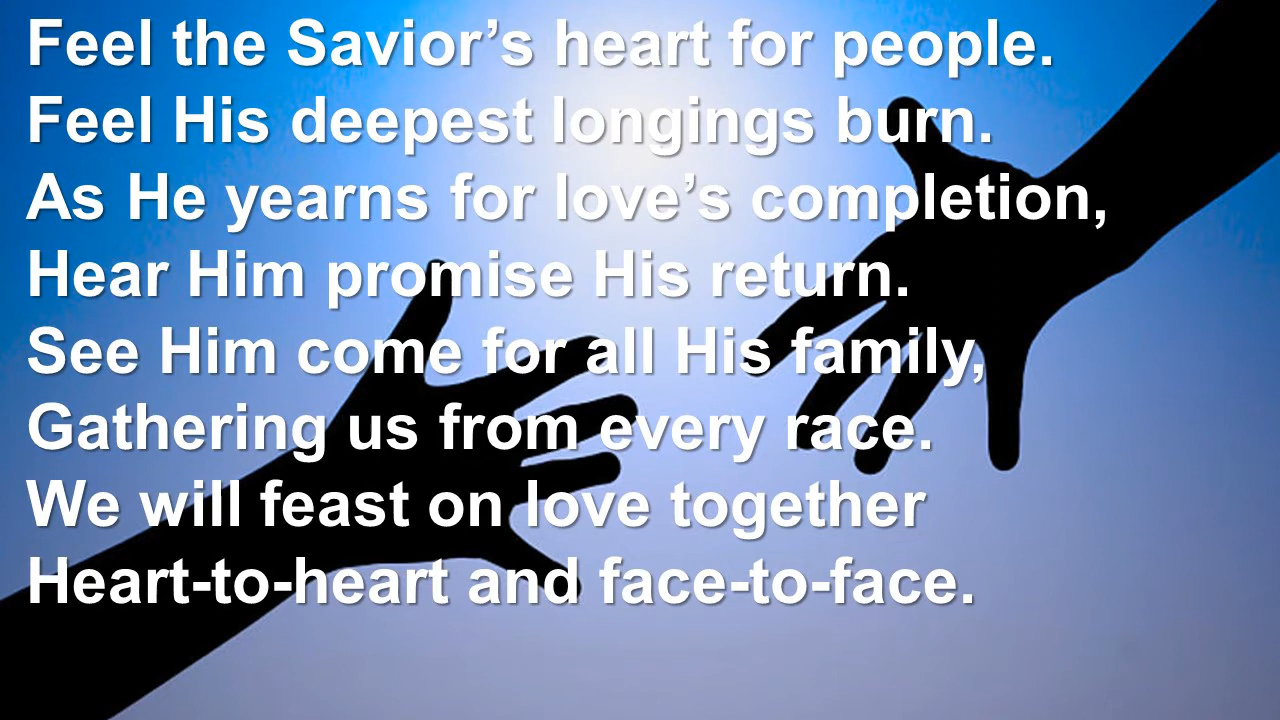 Feel the Savior’s heart for people.
Feel His deepest longings burn.
As He yearns for love’s completion,
Hear Him promise His return.
See Him come for all His family,
Gathering us from every race.
We will feast on love together
Heart-to-heart and face-to-face.